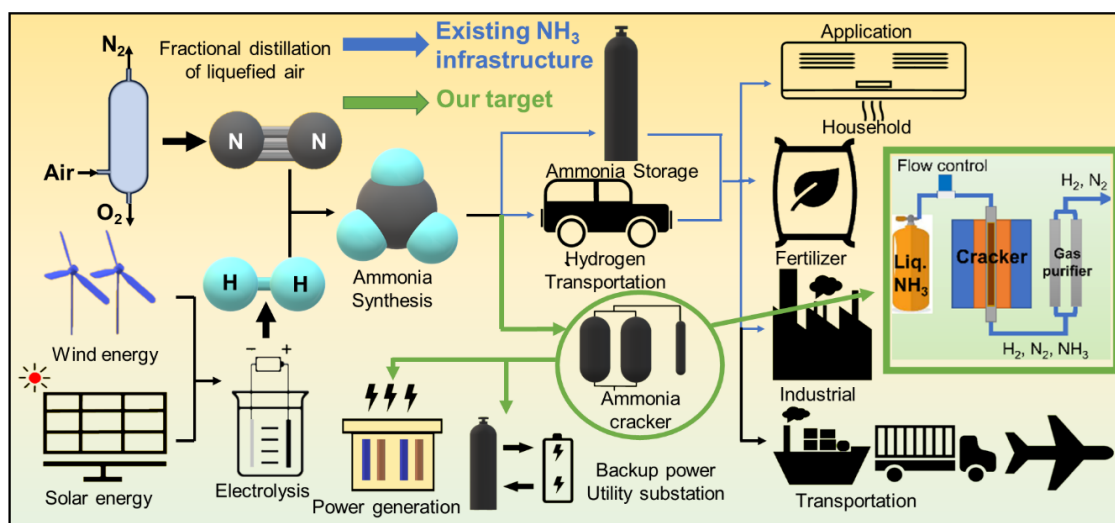 N₂
Fractional distillation
of liquefied air
Existing NH₃
infrastructure
Our target
Air
O₂
N N
H H
Ammonia
Synthesis
Wind energy
Solar energy
− +
Electrolysis
Ammonia Storage
Hydrogen
Transportation
Ammonia
cracker
Power generation
Backup power
Utility substation
Application
Household
Fertilizer
Industrial
Transportation
Flow control
Liq.
NH₃
Cracker
Gas
purifier
H₂, N₂
H₂, N₂, NH₃